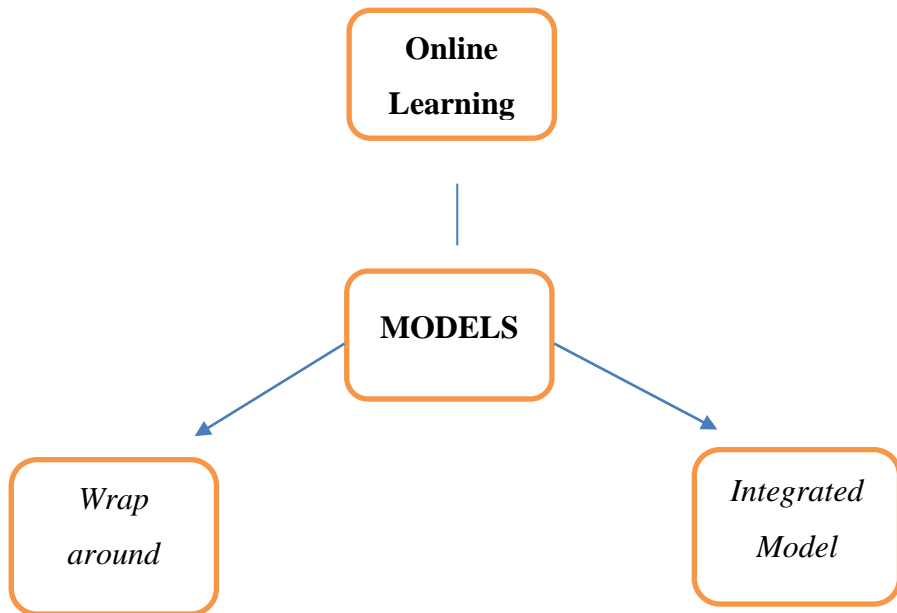 Online
Learning
MODELS
Wrap
around
Integrated
Model